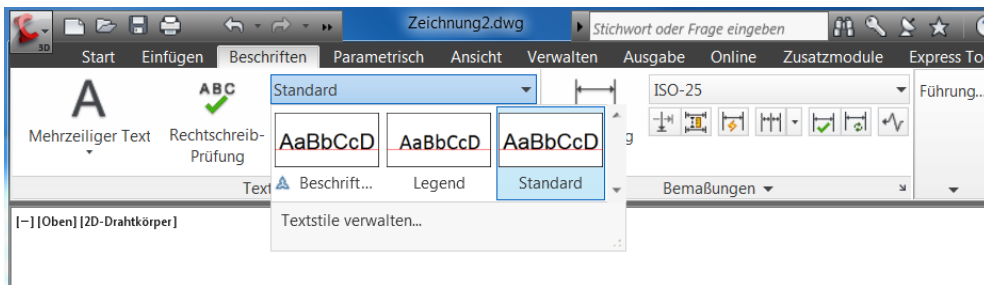 3D
Zeichnung2.dwg
Stichwort oder Frage eingeben
Start Einfügen Beschriften Parametrisch Ansicht Verwalten Ausgabe Online Zusatzmodule Express To
A
Mehrzeiliger Text
ABC
Rechtschreib-
Prüfung
Standard
ISO-25
Führung...
g
AaBbCcD AaBbCcD AaBbCcD
Beschrift... Legend Standard
Text
Bemaßungen
Textstile verwalten...
[−] [Oben] [2D-Drahtkörper]